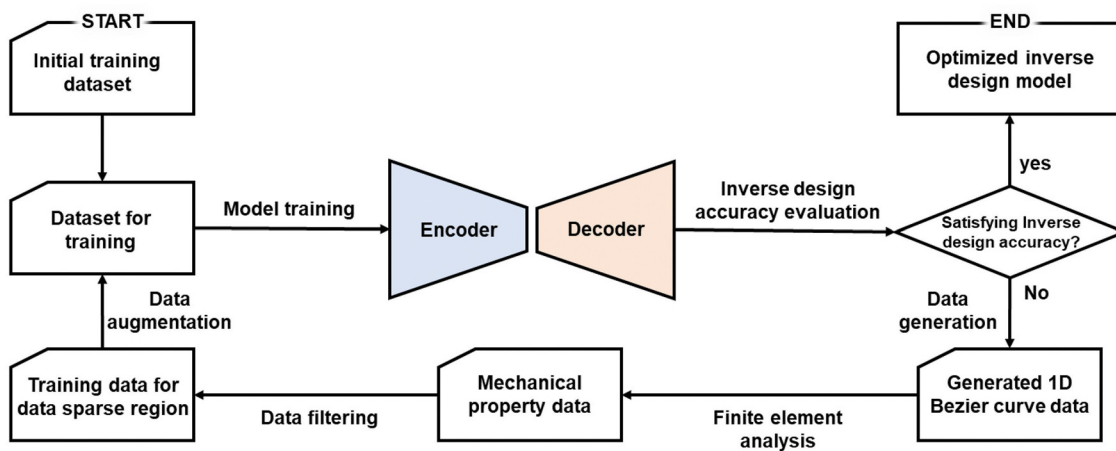 START
Initial training
dataset
END
Optimized inverse
design model
yes
Dataset for
training
Model training
Encoder
Decoder
Inverse design
accuracy evaluation
Satisfying Inverse
design accuracy?
No
Data
augmentation
Data
generation
Training data for
data sparse region
Data filtering
Mechanical
property data
Finite element
analysis
Generated 1D
Bezier curve data